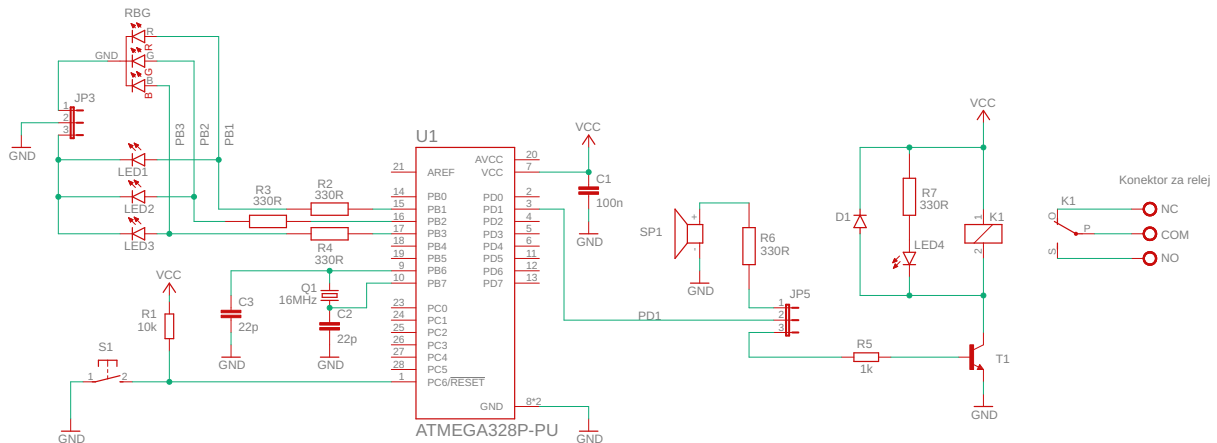 RBG
R
GND
G
B
R
G
B
JP3
1
2
3
GND
PB3
PB2
PB1
LED1
LED2
LED3
R3
330R
R2
330R
R4
330R
VCC
R1
10k
S1
1
2
GND
C3
22p
GND
Q1
16MHz
C2
22p
GND
U1
21 AREF
14 PB0
15 PB1
16 PB2
17 PB3
18 PB4
19 PB5
9 PB6
10 PB7
23 PC0
24 PC1
25 PC2
26 PC3
27 PC4
28 PC5
1 PC6/RESET
AVCC 20
VCC 7
PD0 2
PD1 3
PD2 4
PD3 5
PD4 6
PD5 11
PD6 12
PD7 13
GND 8*2
ATMEGA328P-PU
GND
VCC
C1
100n
GND
PD1
SP1
+
-
GND
R6
330R
JP5
1
2
3
R5
1k
T1
GND
VCC
D1
R7
330R
LED4
1
K1
2
Konektor za relej
K1
O
P
S
NC
COM
NO